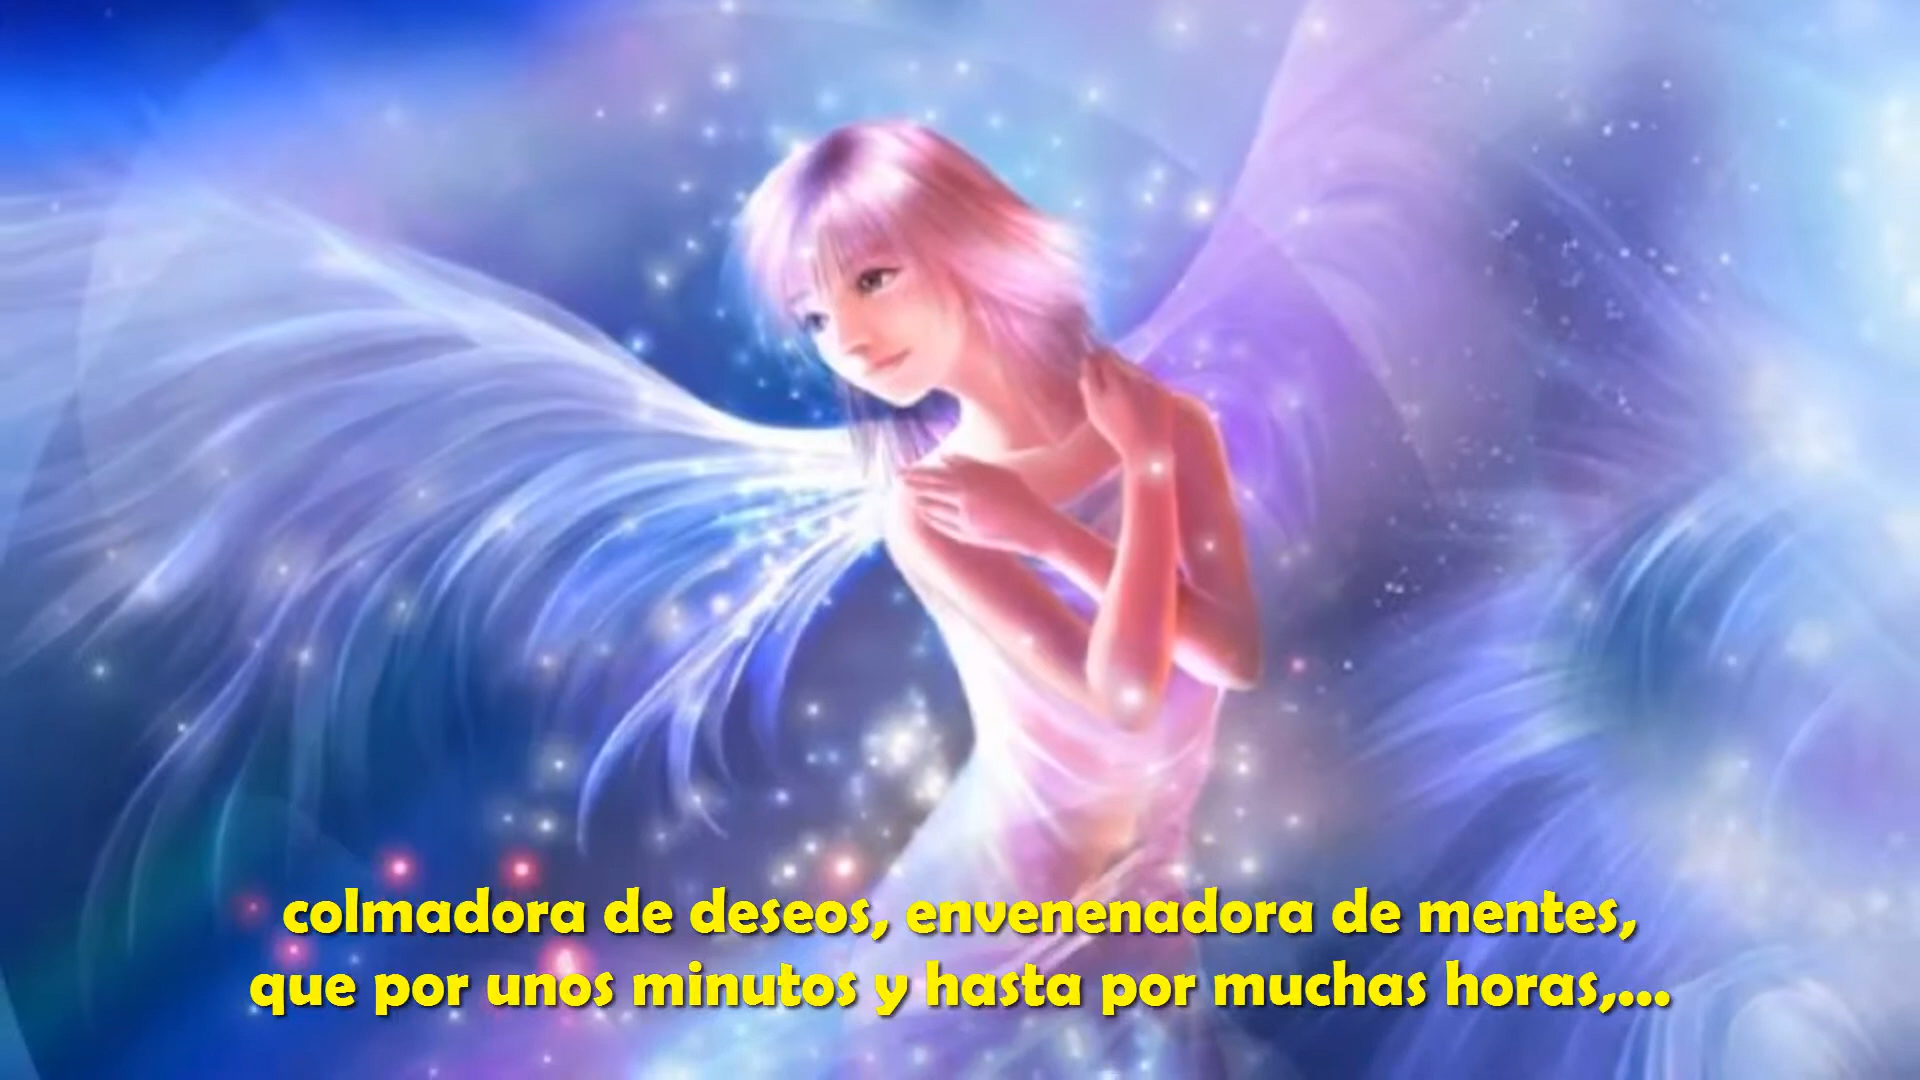 colmadora de deseos, envenenadora de mentes,
que por unos minutos y hasta por muchas horas,...